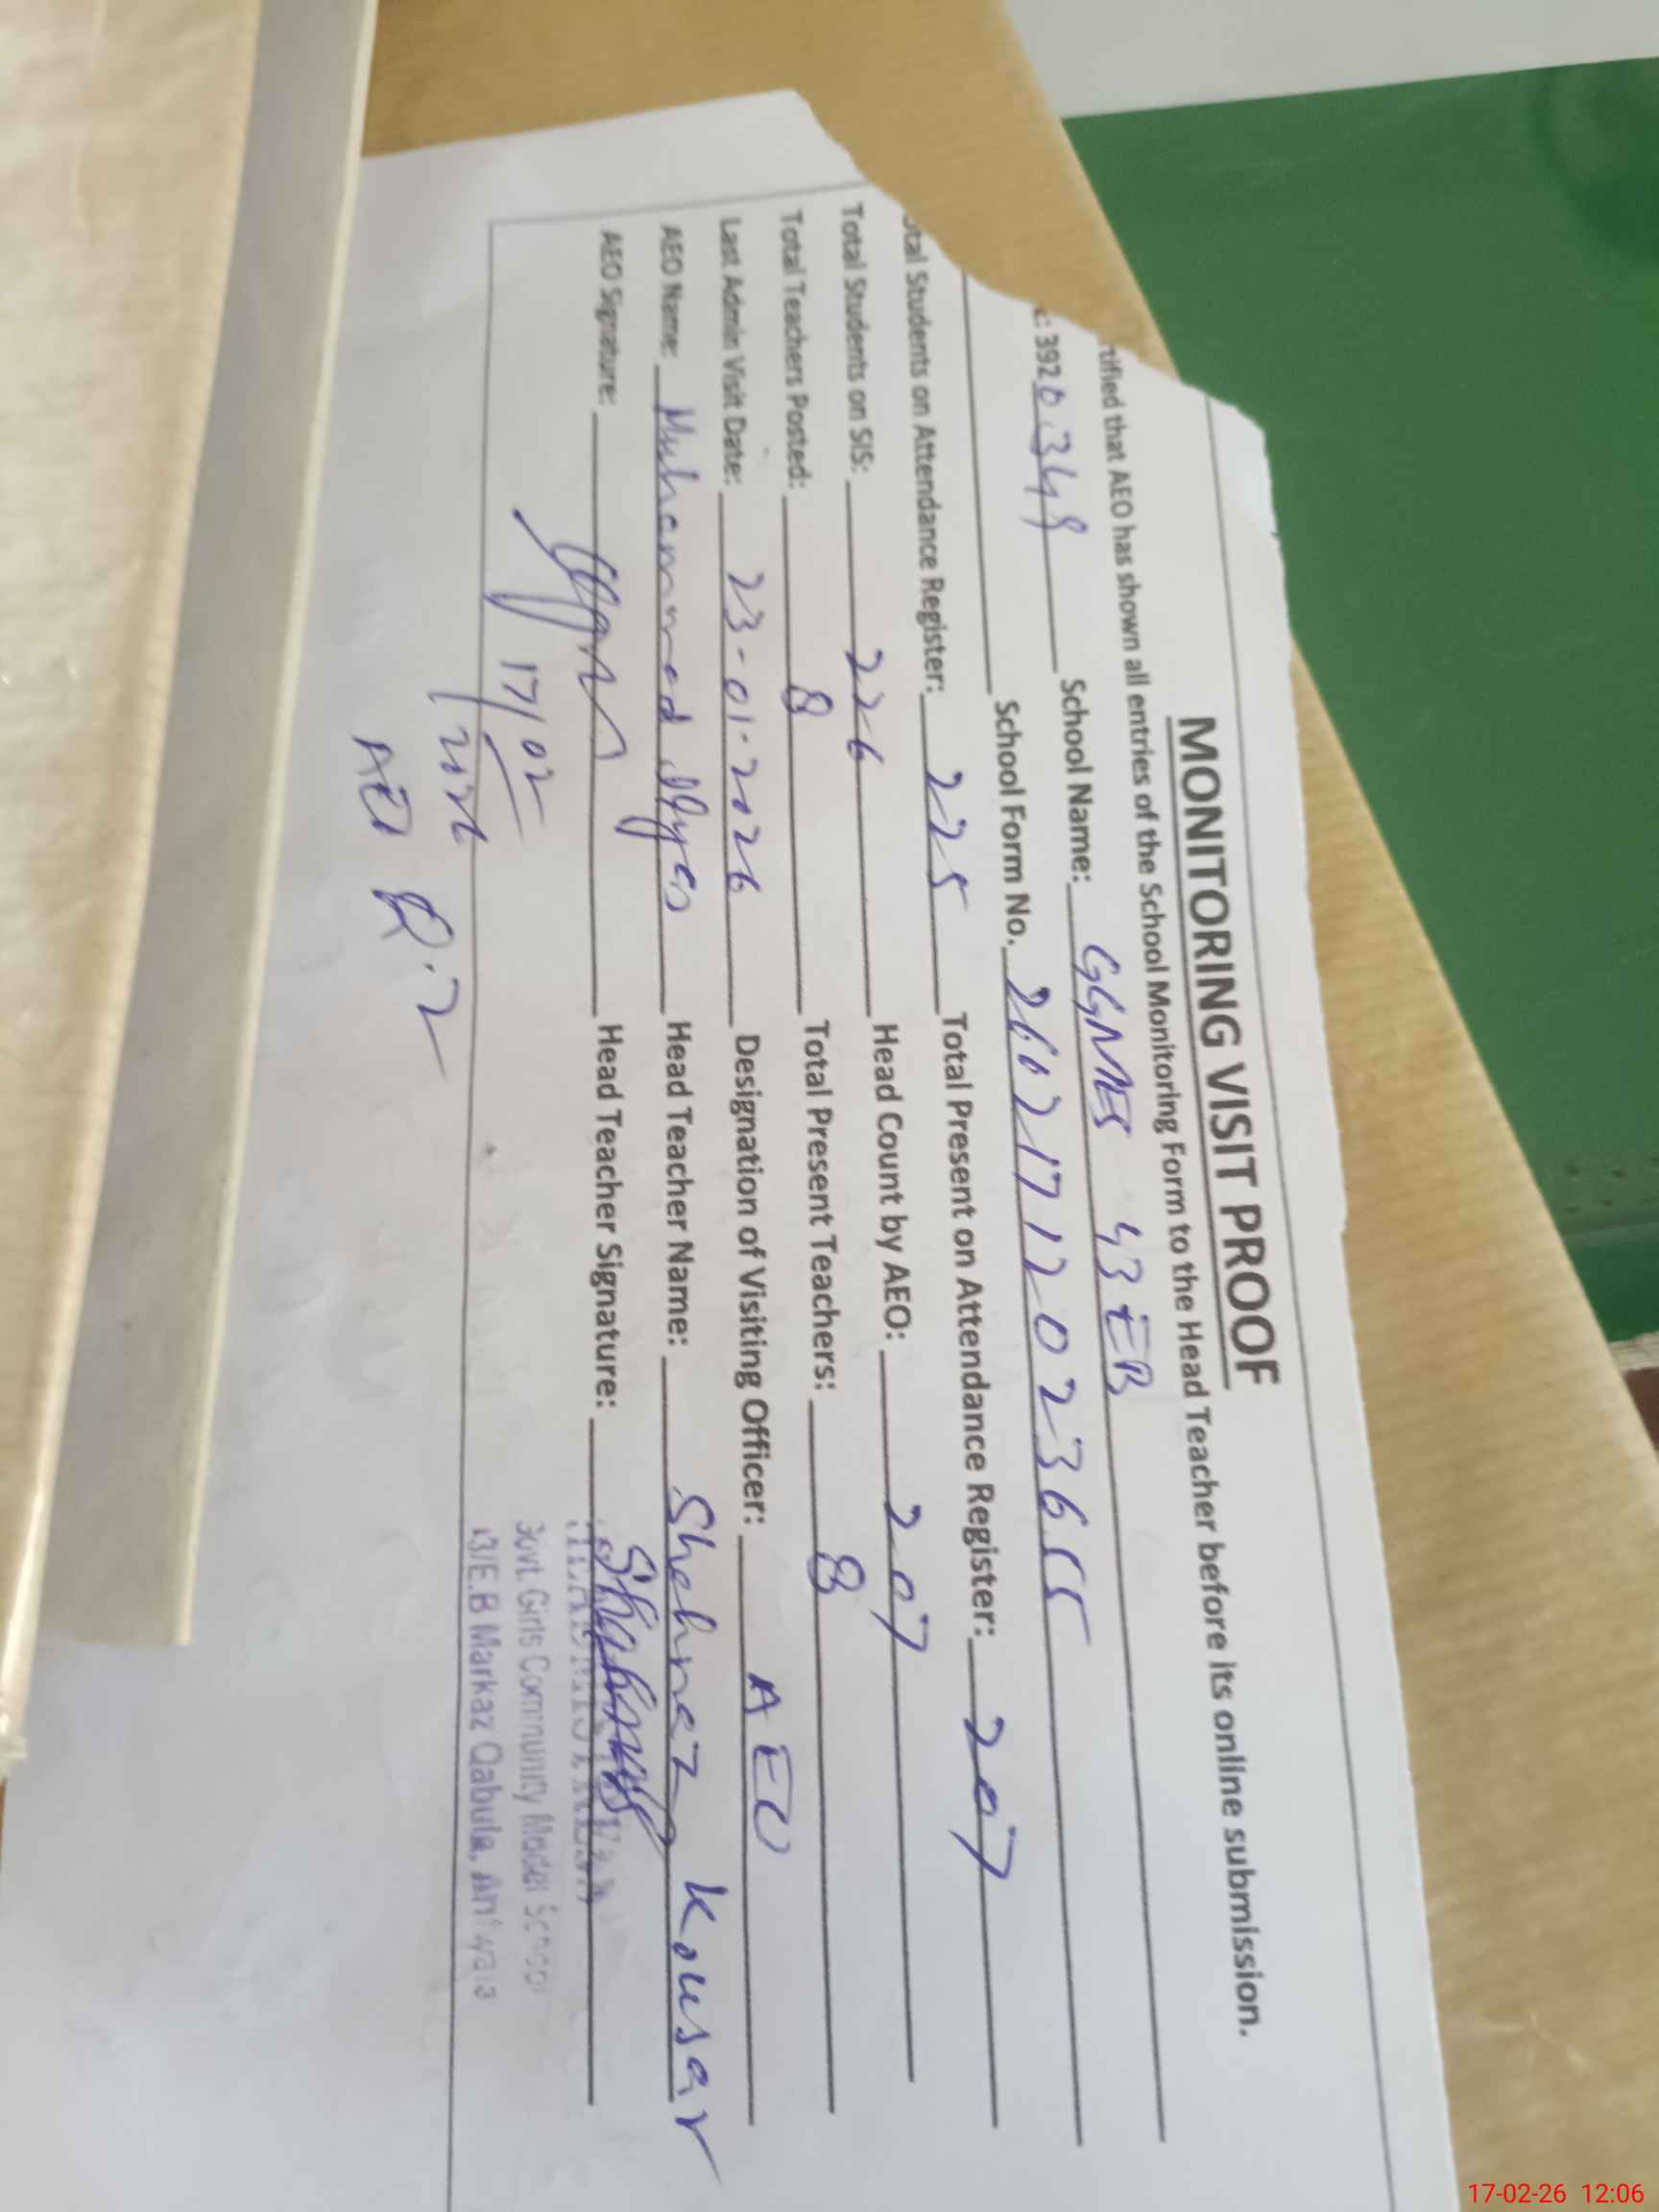 MONITORING VISIT PROOF
tified that AEO has shown all entries of the School Monitoring Form to the Head Teacher before its online submission.
: 3920348 School Name: GGMES 43 EB
School Form No. 26021712023655
tal Students on Attendance Register: 225 Total Present on Attendance Register: 207
Total Students on SIS: 226 Head Count by AEO: 207
Total Teachers Posted: 8 Total Present Teachers: 8
Last Admin Visit Date: 23-01-2026 Designation of Visiting Officer: AEO
AEO Name: Muhammad Head Teacher Name: Shehnaz Kousar
AEO Signature: Head Teacher Signature:
17/02
2026
AEO Q.2
Govt. Girls Community Model School
43/E.B Markaz Qabula,
17-02-26 12:06